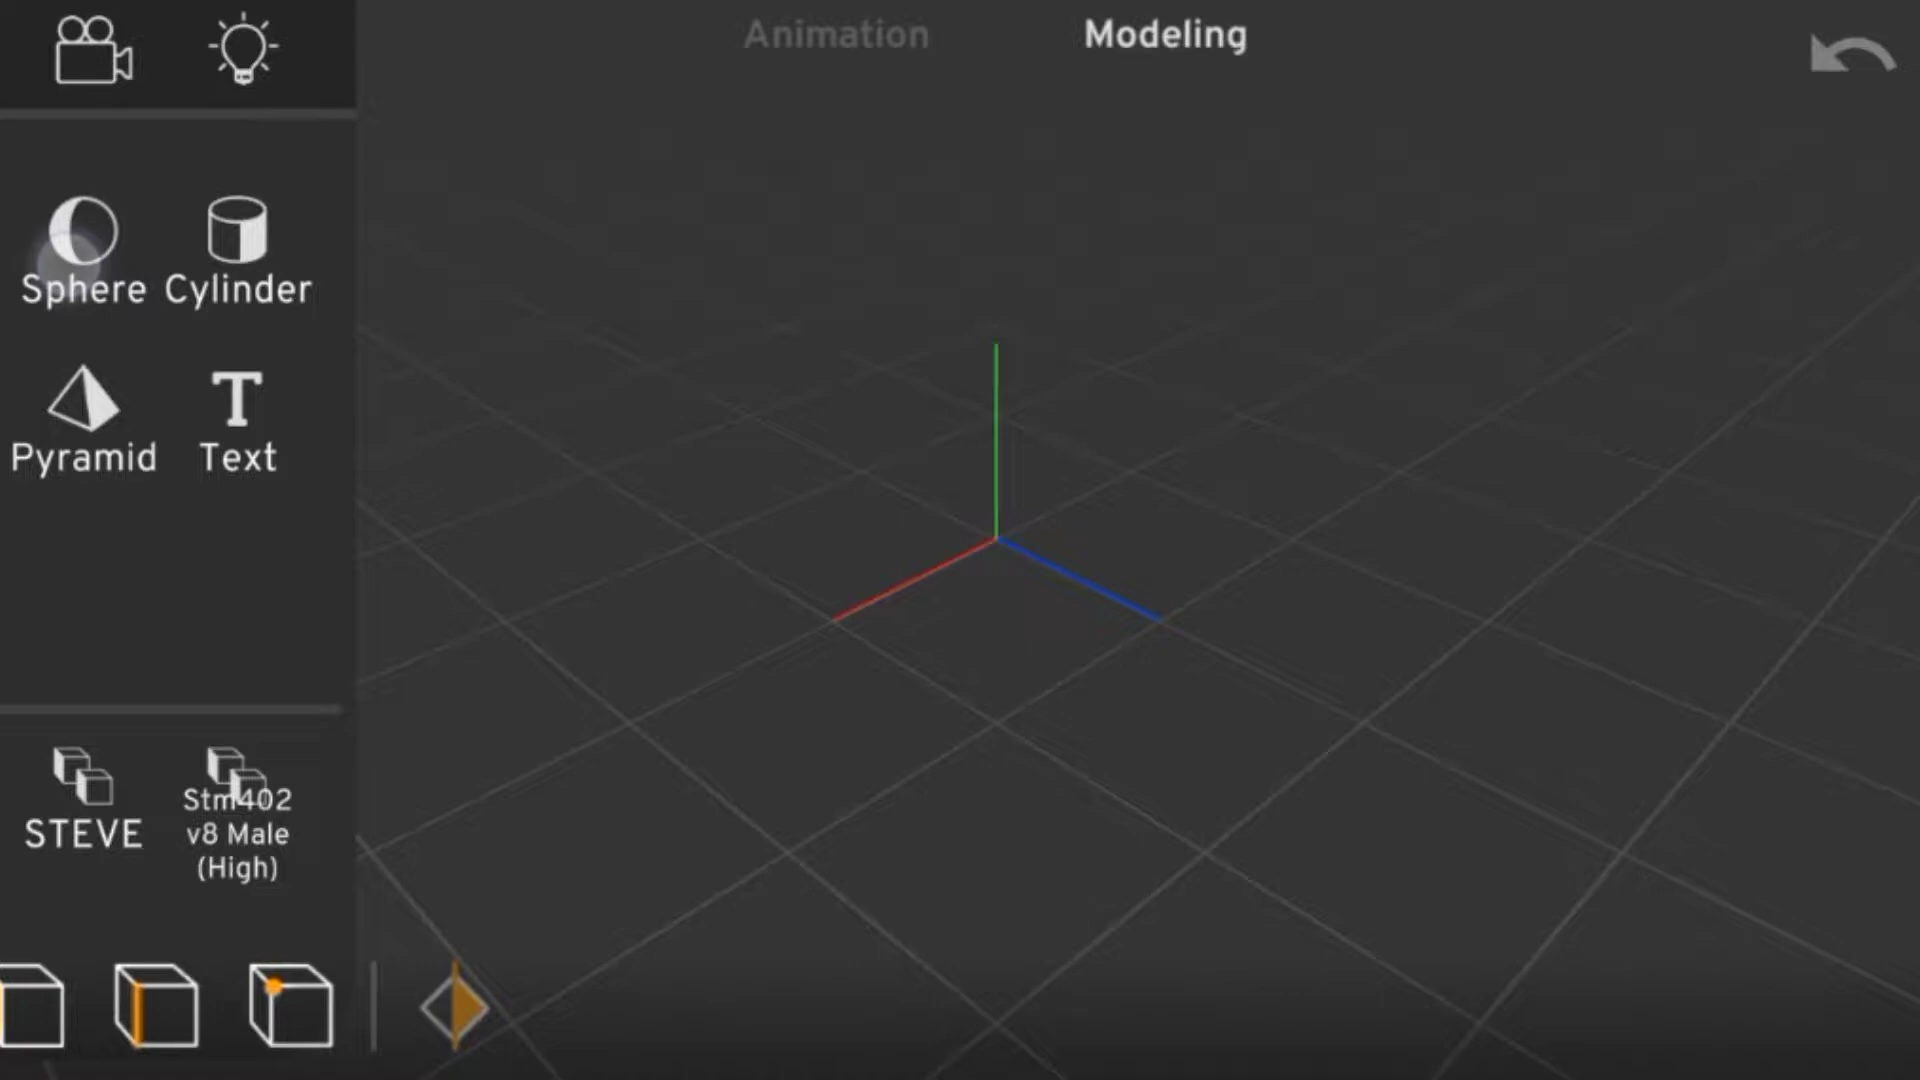 Animation
Modeling
Sphere
Cylinder
Pyramid
Text
STEVE
Stm402
v8 Male
(High)